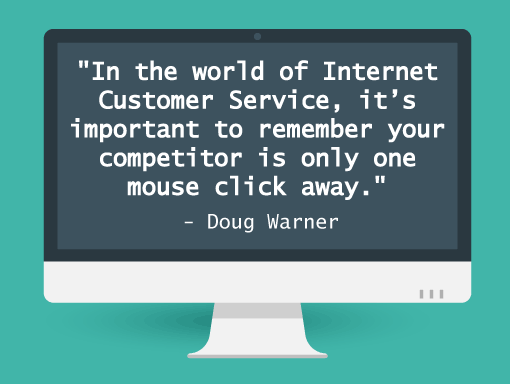 "In the world of Internet
Customer Service, it’s
important to remember your
competitor is only one
mouse click away."
– Doug Warner